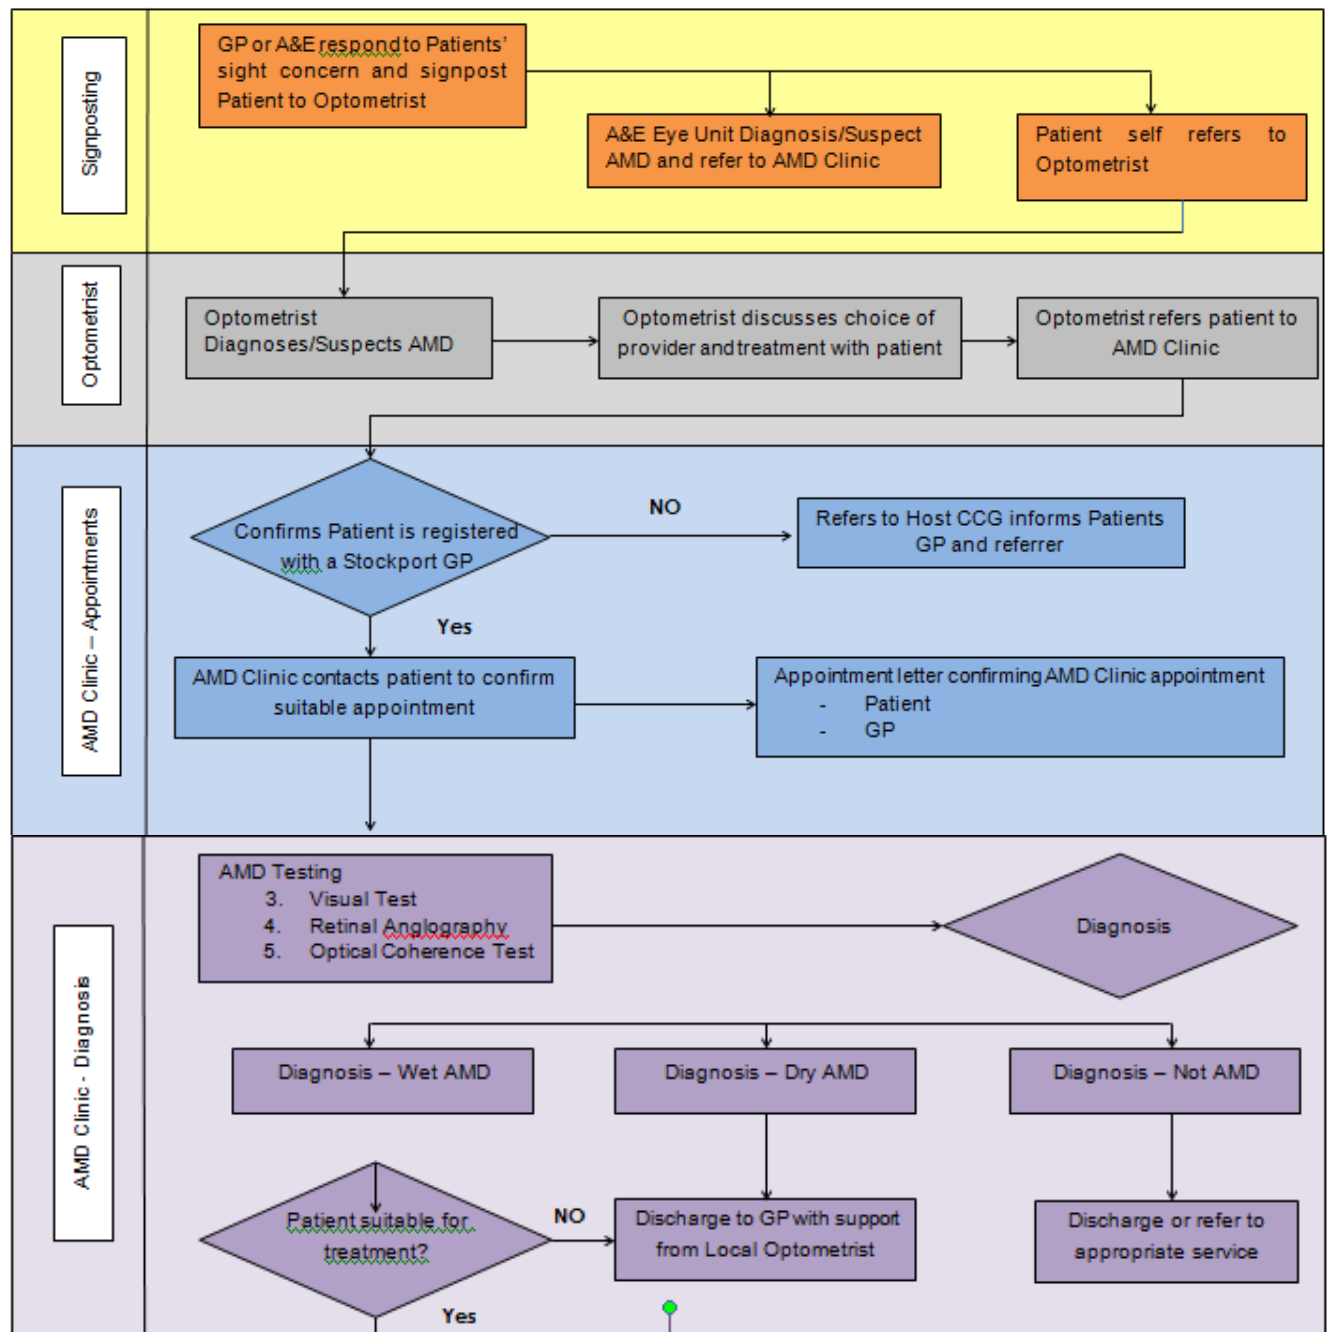 Signposting
GP or A&E respond to Patients'
sight concern and signpost
Patient to Optometrist
A&E Eye Unit Diagnosis/Suspect
AMD and refer to AMD Clinic
Patient self refers to
Optometrist
Optometrist
Optometrist
Diagnoses/Suspects AMD
Optometrist discusses choice of
provider and treatment with patient
Optometrist refers patient to
AMD Clinic
AMD Clinic – Appointments
Confirms Patient is registered
with a Stockport GP
NO
Refers to Host CCG informs Patients
GP and referrer
Yes
AMD Clinic contacts patient to confirm
suitable appointment
Appointment letter confirming AMD Clinic appointment
- Patient
- GP
AMD Clinic - Diagnosis
AMD Testing
3. Visual Test
4. Retinal Anglography
5. Optical Coherence Test
Diagnosis
Diagnosis – Wet AMD
Diagnosis – Dry AMD
Diagnosis – Not AMD
Patient suitable for
treatment?
NO
Discharge to GP with support
from Local Optometrist
Discharge or refer to
appropriate service
Yes